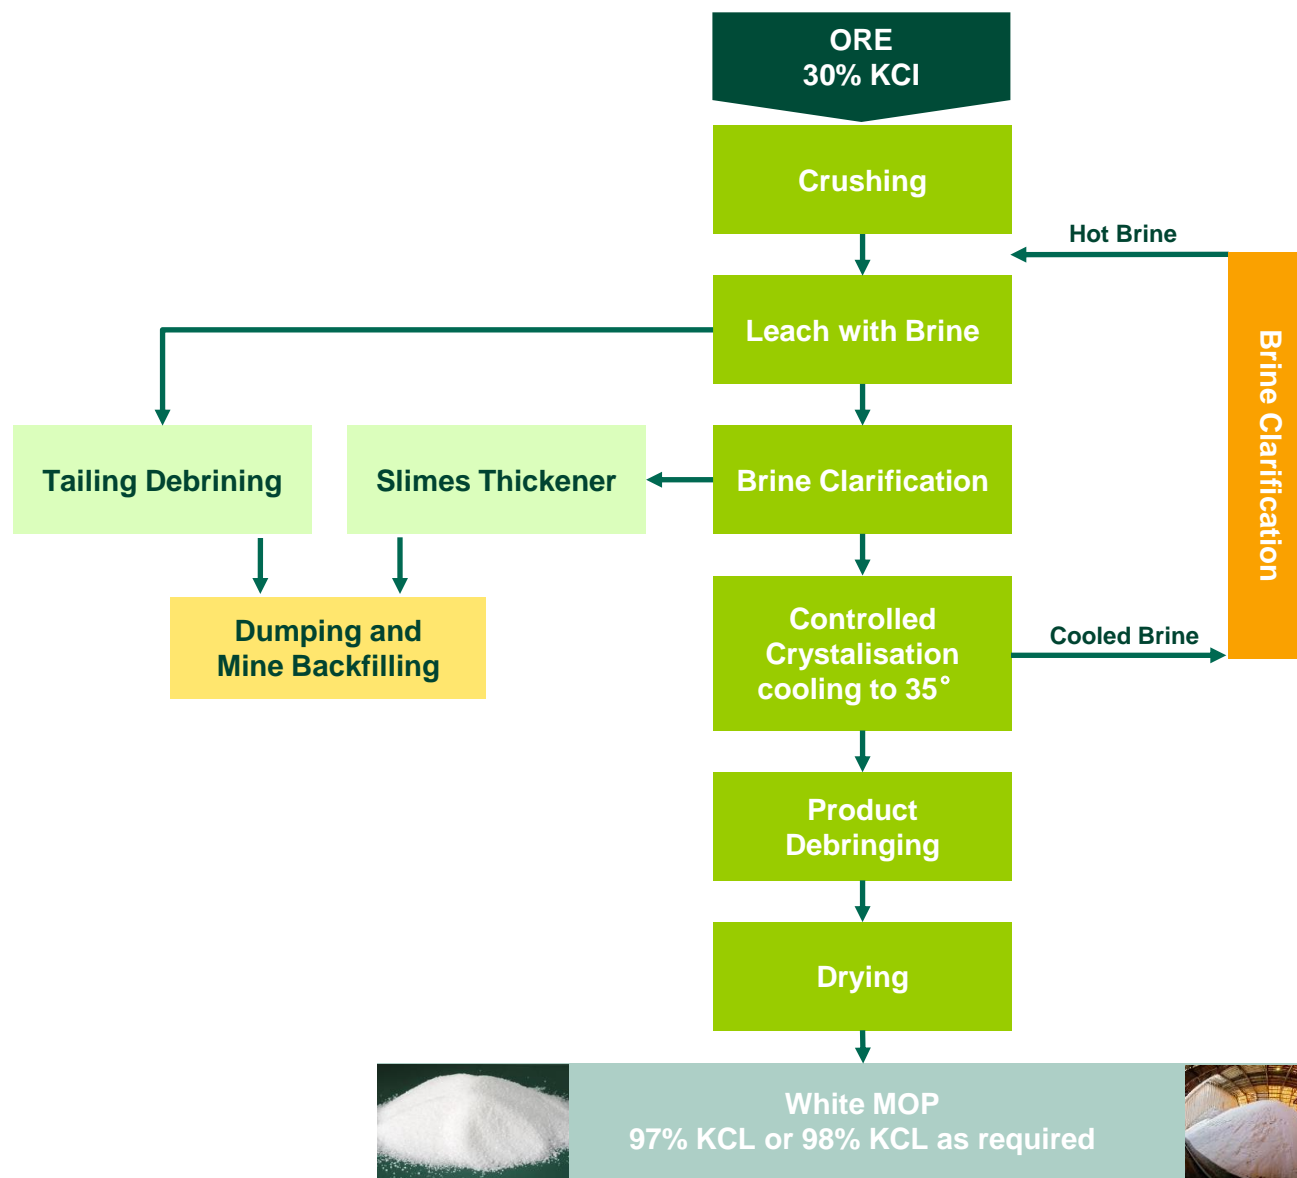 ORE
30% KCl
Crushing
Hot Brine
Leach with Brine
Brine Clarification
Tailing Debrining
Slimes Thickener
Brine Clarification
Dumping and
Mine Backfilling
Controlled
Crystalisation
cooling to 35°
Cooled Brine
Product
Debringing
Drying
White MOP
97% KCL or 98% KCL as required